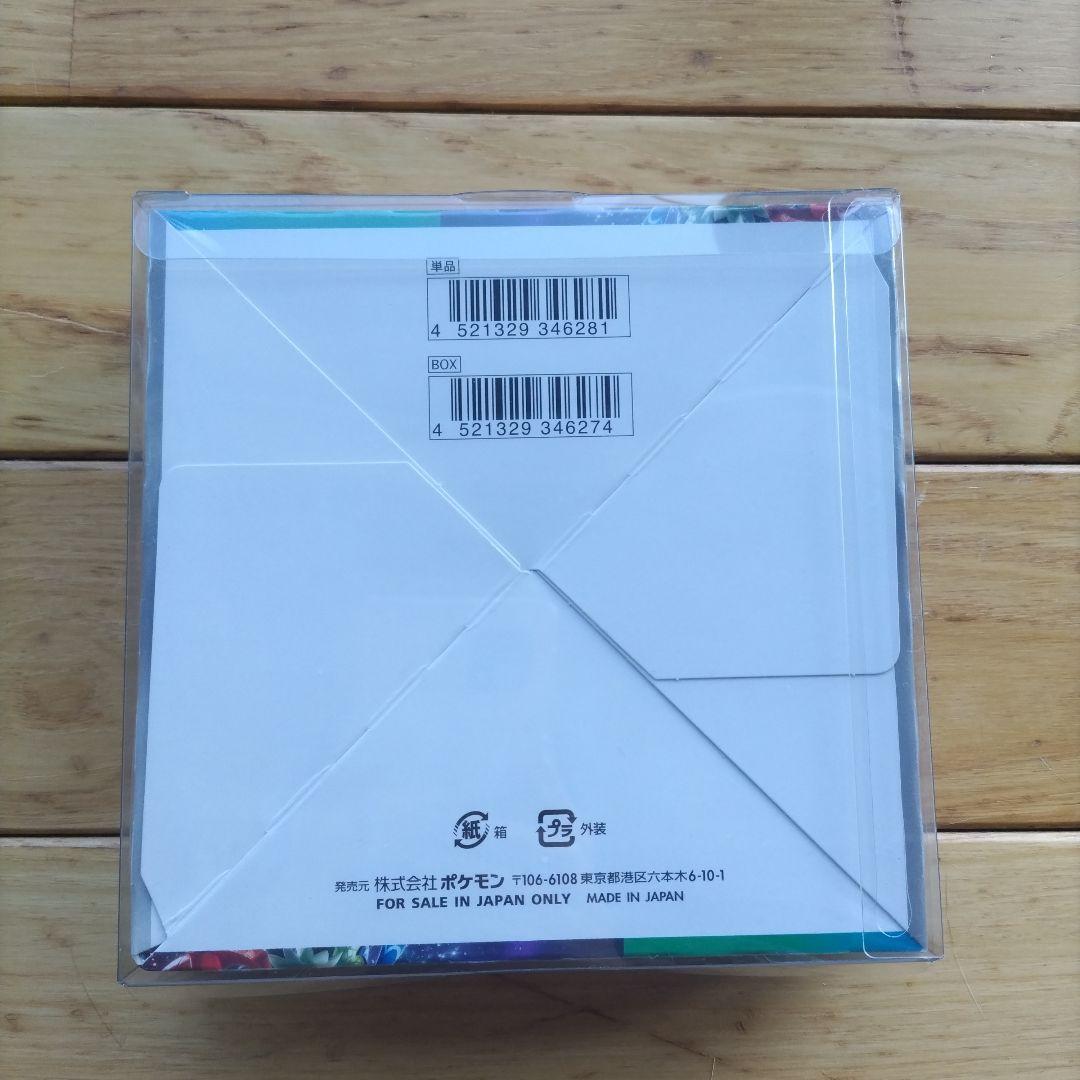 単品
4 521329 346281
BOX
4 521329 346274
紙 箱 プラ 外装
発売元 株式会社ポケモン 〒106-6108 東京都港区六本木6-10-1
FOR SALE IN JAPAN ONLY MADE IN JAPAN